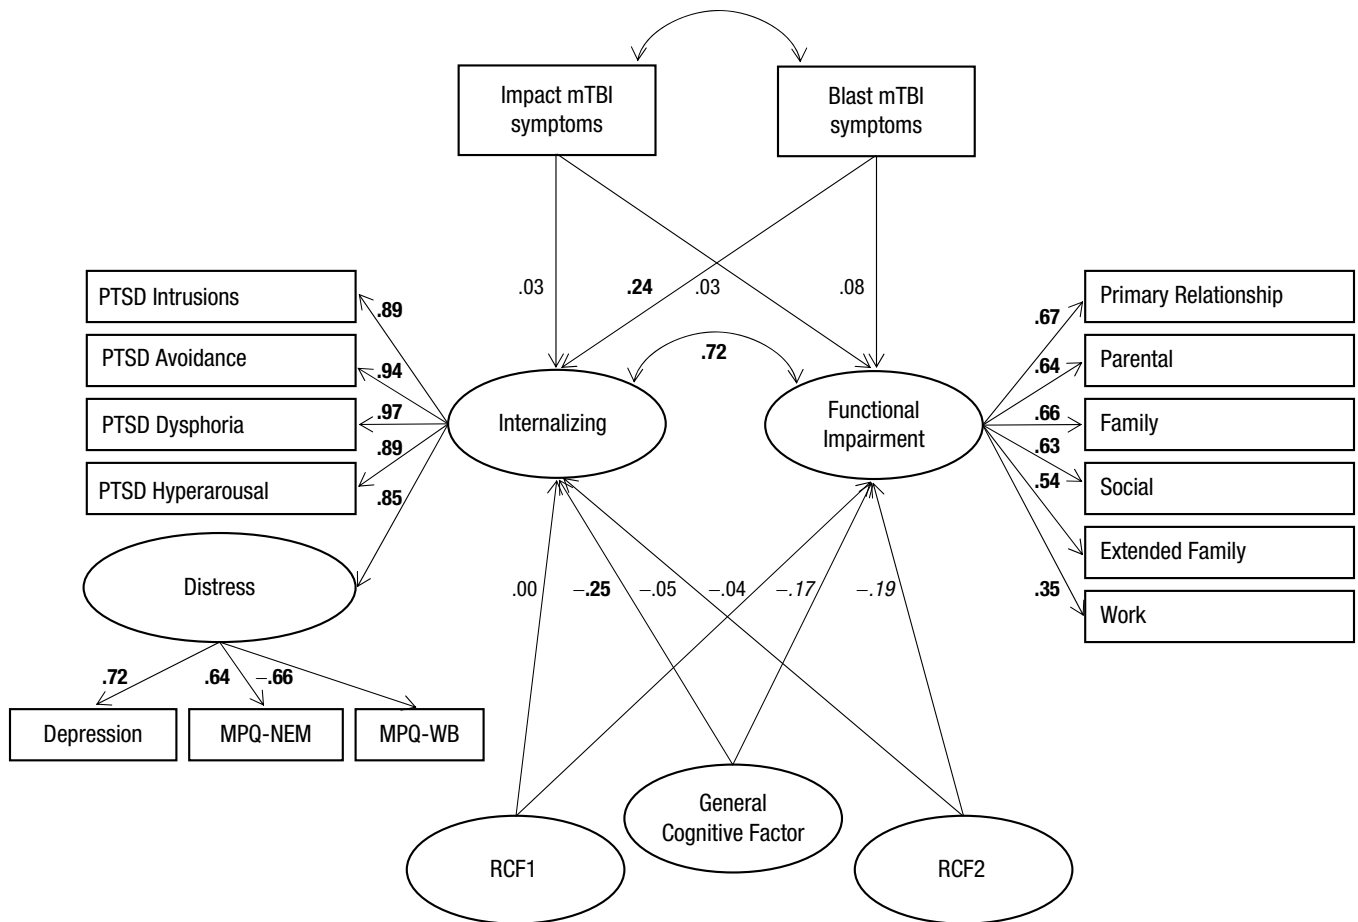 Impact mTBI
symptoms
Blast mTBI
symptoms
.03
.24
.03
.08
PTSD Intrusions
PTSD Avoidance
PTSD Dysphoria
PTSD Hyperarousal
.89
.94
.97
.89
.85
Internalizing
.72
Functional
Impairment
.67
.64
.66
.63
.54
.35
Primary Relationship
Parental
Family
Social
Extended Family
Work
Distress
.72
.64
–.66
Depression
MPQ-NEM
MPQ-WB
.00
–.25
–.05
–.04
–.17
–.19
RCF1
General
Cognitive Factor
RCF2